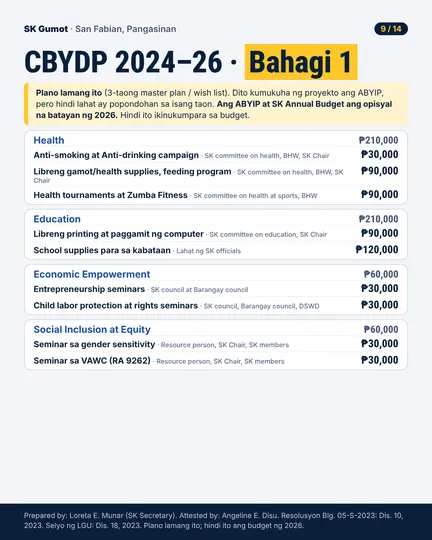 SK Gumot · San Fabian, Pangasinan
9 / 14
CBYDP 2024–26 · Bahagi 1
Plano lamang ito (3-taong master plan / wish list). Dito kumukuha ng proyekto ang ABYIP,
pero hindi lahat ay popondohan sa isang taon. Ang ABYIP at SK Annual Budget ang opisyal
na batayan ng 2026. Hindi ito ikinukumpara sa budget.
Health ₱210,000
Anti-smoking at Anti-drinking campaign · SK committee on health, BHW, SK Chair ₱30,000
Libreng gamot/health supplies, feeding program · SK committee on health, BHW, SK
Chair ₱90,000
Health tournaments at Zumba Fitness · SK committee on health at sports, BHW ₱90,000
Education ₱210,000
Libreng printing at paggamit ng computer · SK committee on education, SK Chair ₱90,000
School supplies para sa kabataan · Lahat ng SK officials ₱120,000
Economic Empowerment ₱60,000
Entrepreneurship seminars · SK council at Barangay council ₱30,000
Child labor protection at rights seminars · SK council, Barangay council, DSWD ₱30,000
Social Inclusion at Equity ₱60,000
Seminar sa gender sensitivity · Resource person, SK Chair, SK members ₱30,000
Seminar sa VAWC (RA 9262) · Resource person, SK Chair, SK members ₱30,000
Prepared by: Loreta E. Munar (SK Secretary). Attested by: Angeline E. Disu. Resolusyon Blg. 05-S-2023: Dis. 10,
2023. Selyo ng LGU: Dis. 18, 2023. Plano lamang ito; hindi ito ang budget ng 2026.